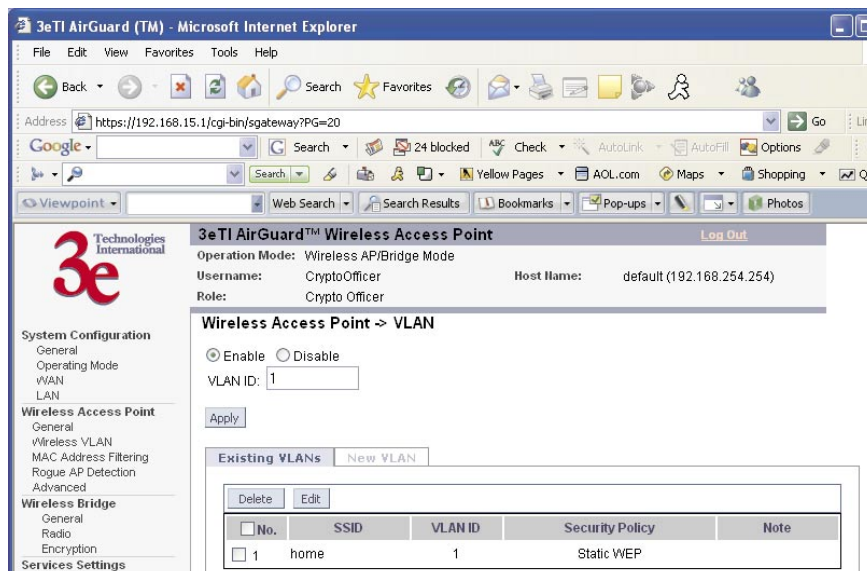 3eTI AirGuard (TM) - Microsoft Internet Explorer
File Edit View Favorites Tools Help
Back Search Favorites
Address https://192.168.15.1/cgi-bin/sgateway?PG=20 Go
Google Search 24 blocked ABC Check AutoLink AutoFill Options
Search Yellow Pages AOL.com Maps Shopping Q
Viewpoint Web Search Search Results Bookmarks Pop-ups Photos
3e Technologies International
3eTI AirGuard™ Wireless Access Point Log Out
Operation Mode: Wireless AP/Bridge Mode
Username: CryptoOfficer Host Name: default (192.168.254.254)
Role: Crypto Officer
System Configuration
General
Operating Mode
WAN
LAN
Wireless Access Point
General
Wireless VLAN
MAC Address Filtering
Rogue AP Detection
Advanced
Wireless Bridge
General
Radio
Encryption
Services Settings
Wireless Access Point -> VLAN
Enable Disable
VLAN ID: 1
Apply
Existing VLANs New VLAN
Delete Edit
No. SSID VLAN ID Security Policy Note
1 home 1 Static WEP